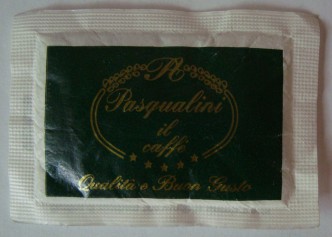 Pasqualini
il
caffè
Qualità e Buon Gusto